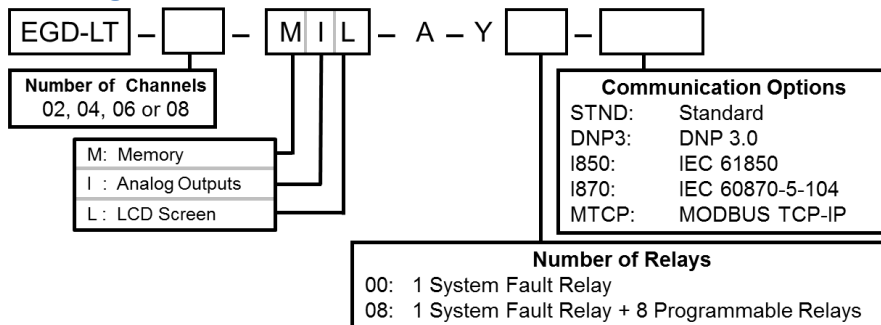 EGD-LT – – M I L – A – Y –
Number of Channels
02, 04, 06 or 08
M: Memory
I : Analog Outputs
L : LCD Screen
Communication Options
STND: Standard
DNP3: DNP 3.0
I850: IEC 61850
I870: IEC 60870-5-104
MTCP: MODBUS TCP-IP
Number of Relays
00: 1 System Fault Relay
08: 1 System Fault Relay + 8 Programmable Relays